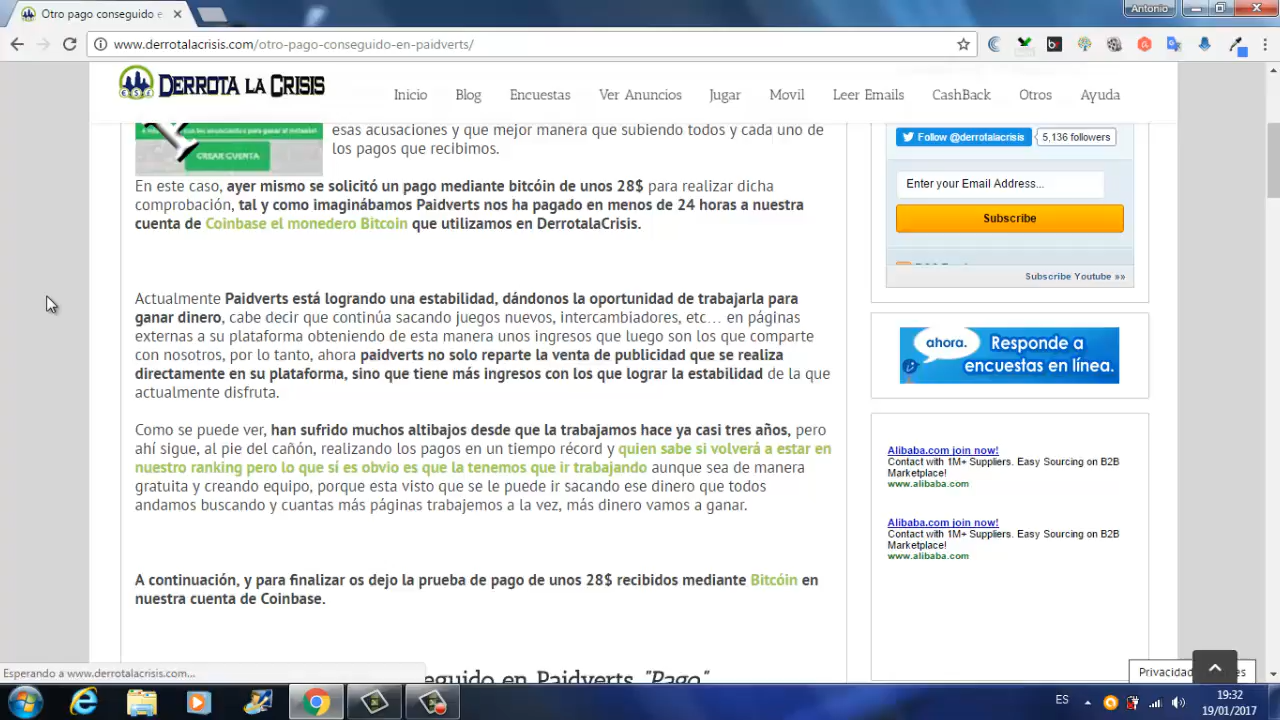 Otro pago conseguido e
Antonio
www.derrotalacrisis.com/otro-pago-conseguido-en-paidverts/
DERROTA LA CRISIS
Inicio Blog Encuestas Ver Anuncios Jugar Movil Leer Emails CashBack Otros Ayuda
CREAR CUENTA
esas acusaciones y que mejor manera que subiendo todos y cada uno de
los pagos que recibimos.
En este caso, ayer mismo se solicitó un pago mediante bitcóin de unos 28$ para realizar dicha
comprobación, tal y como imaginábamos Paidverts nos ha pagado en menos de 24 horas a nuestra
cuenta de Coinbase el monedero Bitcoin que utilizamos en DerrotalaCrisis.
Actualmente Paidverts está logrando una estabilidad, dándonos la oportunidad de trabajarla para
ganar dinero, cabe decir que continúa sacando juegos nuevos, intercambiadores, etc… en páginas
externas a su plataforma obteniendo de esta manera unos ingresos que luego son los que comparte
con nosotros, por lo tanto, ahora paidverts no solo reparte la venta de publicidad que se realiza
directamente en su plataforma, sino que tiene más ingresos con los que lograr la estabilidad de la que
actualmente disfruta.
Como se puede ver, han sufrido muchos altibajos desde que la trabajamos hace ya casi tres años, pero
ahí sigue, al pie del cañón, realizando los pagos en un tiempo récord y quien sabe si volverá a estar en
nuestro ranking pero lo que sí es obvio es que la tenemos que ir trabajando aunque sea de manera
gratuita y creando equipo, porque esta visto que se le puede ir sacando ese dinero que todos
andamos buscando y cuantas más páginas trabajemos a la vez, más dinero vamos a ganar.
A continuación, y para finalizar os dejo la prueba de pago de unos 28$ recibidos mediante Bitcóin en
nuestra cuenta de Coinbase.
eguido en Paidverts "Pago"
Follow @derrotalacrisis 5,136 followers
Enter your Email Address...
Subscribe
Subscribe Youtube »»
ahora. Responde a
encuestas en línea.
Alibaba.com join now!
Contact with 1M+ Suppliers. Easy Sourcing on B2B
Marketplace!
www.alibaba.com
Alibaba.com join now!
Contact with 1M+ Suppliers. Easy Sourcing on B2B
Marketplace!
www.alibaba.com
Esperando a www.derrotalacrisis.com...
ES
19:32
19/01/2017